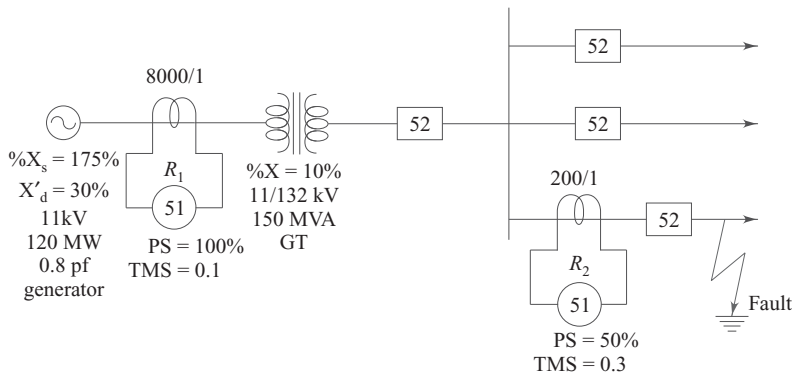 52
8000/1
52
52
%Xs = 175%
X′d = 30%
11kV
120 MW
0.8 pf
generator
R1
51
PS = 100%
TMS = 0.1
%X = 10%
11/132 kV
150 MVA
GT
200/1
52
R2
51
PS = 50%
TMS = 0.3
Fault